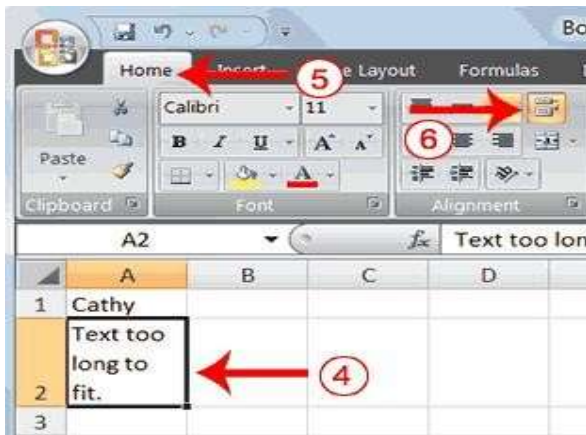 Bo
Home Insert Layout Formulas
5
Calibri 11
6
Paste B I U A A
A
Clipboard Font Alignment
A2 fx Text too lon
A B C D
1 Cathy
2 Text too
long to
fit.
4
3